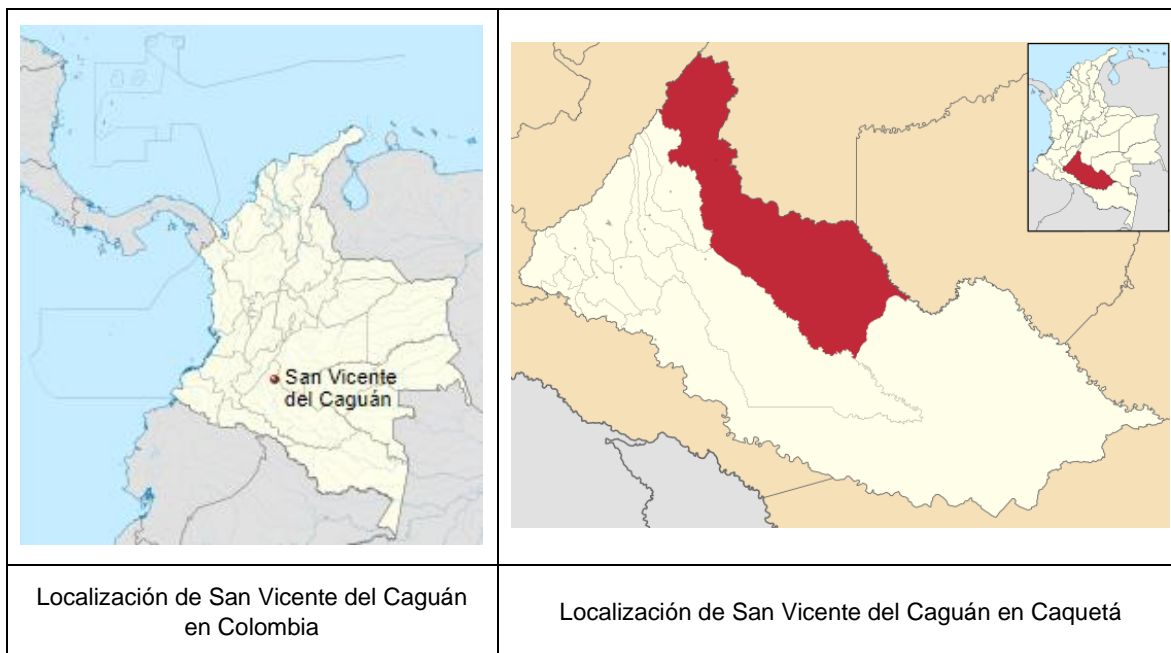 San Vicente
del Caguán
Localización de San Vicente del Caguán
en Colombia
Localización de San Vicente del Caguán en Caquetá